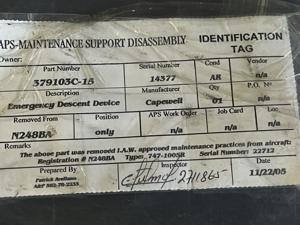 APS-MAINTENANCE SUPPORT DISASSEMBLY IDENTIFICATION TAG
Owner:
Part Number Serial Number Cond Vendor
379103C-15 14377 AR n/a
Description Manufacturer Qty P.O. Nº
Emergency Descent Device Capewell 01 n/a
Removed From Position APS Work Order Job Card Loc
N248BA only n/a n/a n/a
Remarks
The above part was removed I.A.W. approved maintenance practices from aircraft:
Registration # N248BA Type, 747-100SR Serial Number: 22712
Prepared By Inspector
Patrick Arellano 2711865 11/22/05
A&P